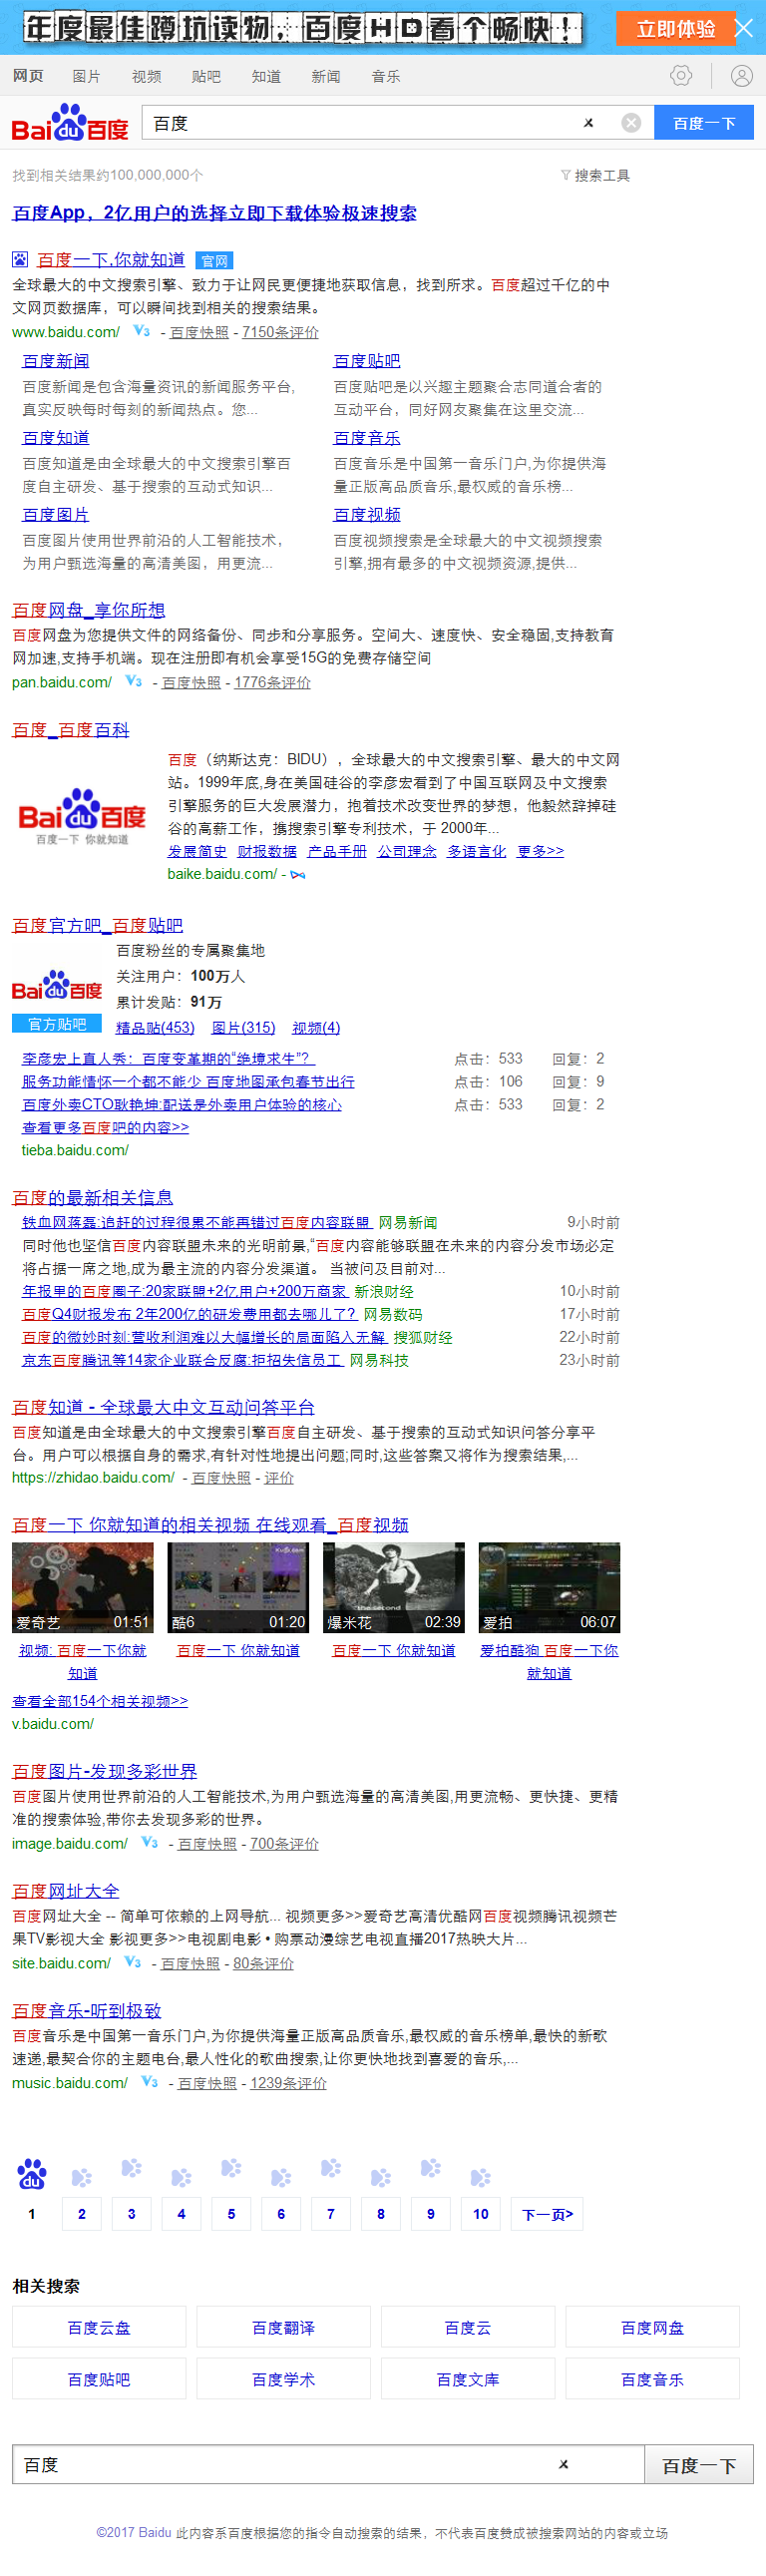 年度最佳蹲坑读物，百度HD看个畅快！ 立即体验
网页 图片 视频 贴吧 知道 新闻 音乐
Bai du 百度 百度 百度一下
找到相关结果约100,000,000个 搜索工具
百度App，2亿用户的选择立即下载体验极速搜索
百度一下,你就知道 官网
全球最大的中文搜索引擎、致力于让网民更便捷地获取信息，找到所求。百度超过千亿的中
文网页数据库，可以瞬间找到相关的搜索结果。
www.baidu.com/ V3 - 百度快照 - 7150条评价
百度新闻 百度贴吧
百度新闻是包含海量资讯的新闻服务平台, 百度贴吧是以兴趣主题聚合志同道合者的
真实反映每时每刻的新闻热点。您... 互动平台，同好网友聚集在这里交流...
百度知道 百度音乐
百度知道是由全球最大的中文搜索引擎百 百度音乐是中国第一音乐门户,为你提供海
度自主研发、基于搜索的互动式知识... 量正版高品质音乐,最权威的音乐榜...
百度图片 百度视频
百度图片使用世界前沿的人工智能技术， 百度视频搜索是全球最大的中文视频搜索
为用户甄选海量的高清美图，用更流... 引擎,拥有最多的中文视频资源,提供...
百度网盘_享你所想
百度网盘为您提供文件的网络备份、同步和分享服务。空间大、速度快、安全稳固,支持教育
网加速,支持手机端。现在注册即有机会享受15G的免费存储空间
pan.baidu.com/ V3 - 百度快照 - 1776条评价
百度_百度百科
百度（纳斯达克：BIDU），全球最大的中文搜索引擎、最大的中文网
站。1999年底,身在美国硅谷的李彦宏看到了中国互联网及中文搜索
引擎服务的巨大发展潜力，抱着技术改变世界的梦想，他毅然辞掉硅
谷的高薪工作，携搜索引擎专利技术，于 2000年...
Bai du 百度
百度一下 你就知道
发展简史 财报数据 产品手册 公司理念 多语言化 更多>>
baike.baidu.com/ -
百度官方吧_百度贴吧
百度粉丝的专属聚集地
关注用户：100万人
Bai du 百度
累计发贴：91万
官方贴吧
精品贴(453) 图片(315) 视频(4)
李彦宏上真人秀：百度变革期的“绝境求生”？ 点击：533 回复：2
服务功能情怀一个都不能少 百度地图承包春节出行 点击：106 回复：9
百度外卖CTO耿艳坤:配送是外卖用户体验的核心 点击：533 回复：2
查看更多百度吧的内容>>
tieba.baidu.com/
百度的最新相关信息
铁血网蒋磊:追赶的过程很累不能再错过百度内容联盟 网易新闻 9小时前
同时他也坚信百度内容联盟未来的光明前景,“百度内容能够联盟在未来的内容分发市场必定
将占据一席之地,成为最主流的内容分发渠道。 当被问及目前对...
年报里的百度圈子:20家联盟+2亿用户+200万商家 新浪财经 10小时前
百度Q4财报发布 2年200亿的研发费用都去哪儿了? 网易数码 17小时前
百度的微妙时刻:营收利润难以大幅增长的局面陷入无解 搜狐财经 22小时前
京东百度腾讯等14家企业联合反腐:拒招失信员工 网易科技 23小时前
百度知道 - 全球最大中文互动问答平台
百度知道是由全球最大的中文搜索引擎百度自主研发、基于搜索的互动式知识问答分享平
台。用户可以根据自身的需求,有针对性地提出问题;同时,这些答案又将作为搜索结果,...
https://zhidao.baidu.com/ - 百度快照 - 评价
百度一下 你就知道的相关视频 在线观看_百度视频
the second
爱奇艺 01:51 酷6 01:20 爆米花 02:39 爱拍 06:07
视频: 百度一下你就 百度一下 你就知道 百度一下 你就知道 爱拍酷狗 百度一下你
知道 就知道
查看全部154个相关视频>>
v.baidu.com/
百度图片-发现多彩世界
百度图片使用世界前沿的人工智能技术,为用户甄选海量的高清美图,用更流畅、更快捷、更精
准的搜索体验,带你去发现多彩的世界。
image.baidu.com/ V3 - 百度快照 - 700条评价
百度网址大全
百度网址大全 -- 简单可依赖的上网导航... 视频更多>>爱奇艺高清优酷网百度视频腾讯视频芒
果TV影视大全 影视更多>>电视剧电影 • 购票动漫综艺电视直播2017热映大片...
site.baidu.com/ V3 - 百度快照 - 80条评价
百度音乐-听到极致
百度音乐是中国第一音乐门户,为你提供海量正版高品质音乐,最权威的音乐榜单,最快的新歌
速递,最契合你的主题电台,最人性化的歌曲搜索,让你更快地找到喜爱的音乐,...
music.baidu.com/ V3 - 百度快照 - 1239条评价
du
1 2 3 4 5 6 7 8 9 10 下一页>
相关搜索
百度云盘 百度翻译 百度云 百度网盘
百度贴吧 百度学术 百度文库 百度音乐
百度 百度一下
©2017 Baidu 此内容系百度根据您的指令自动搜索的结果，不代表百度赞成被搜索网站的内容或立场